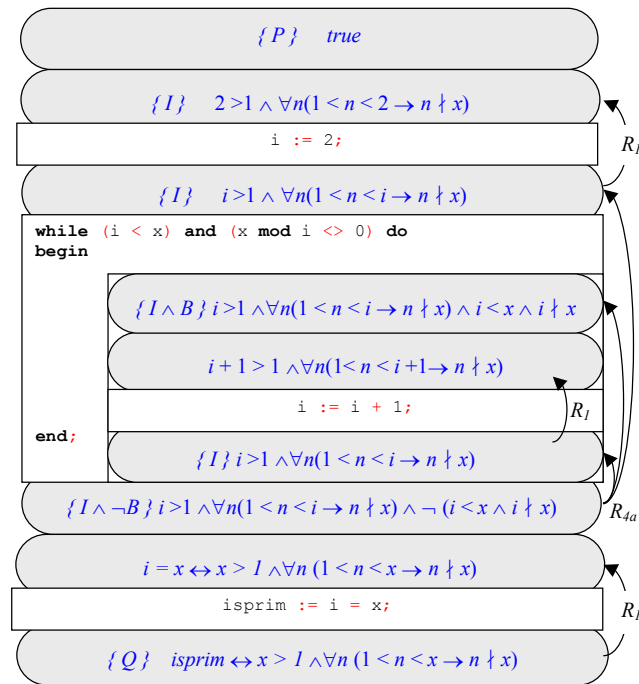 { P } true
{ I } 2 >1 ∧ ∀n(1 < n < 2 → n ∤ x)
i := 2;
R1
{ I } i >1 ∧ ∀n(1 < n < i → n ∤ x)
while (i < x) and (x mod i <> 0) do
begin
{ I ∧ B } i >1 ∧∀n(1 < n < i → n ∤ x) ∧ i < x ∧ i ∤ x
i + 1 > 1 ∧∀n(1< n < i +1→ n ∤ x)
i := i + 1;
R1
end;
{ I } i >1 ∧∀n(1 < n < i → n ∤ x)
{ I ∧ ¬B } i >1 ∧∀n(1 < n < i → n ∤ x) ∧ ¬ (i < x ∧ i ∤ x)
R4a
i = x ↔ x > 1 ∧∀n (1 < n < x → n ∤ x)
isprim := i = x;
R1
{ Q } isprim ↔ x > 1 ∧∀n (1 < n < x → n ∤ x)